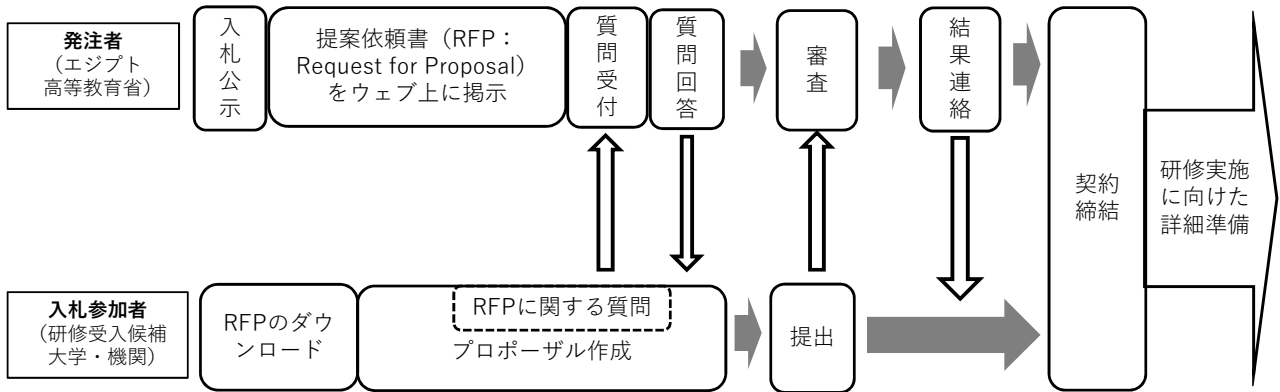 発注者
（エジプト
高等教育省）
入
札
公
示
提案依頼書（RFP：
Request for Proposal）
をウェブ上に掲示
質
問
受
付
質
問
回
答
審
査
結
果
連
絡
契約
締結
研修実施
に向けた
詳細準備
入札参加者
（研修受入候補
大学・機関）
RFPのダウ
ンロード
RFPに関する質問
プロポーザル作成
提出